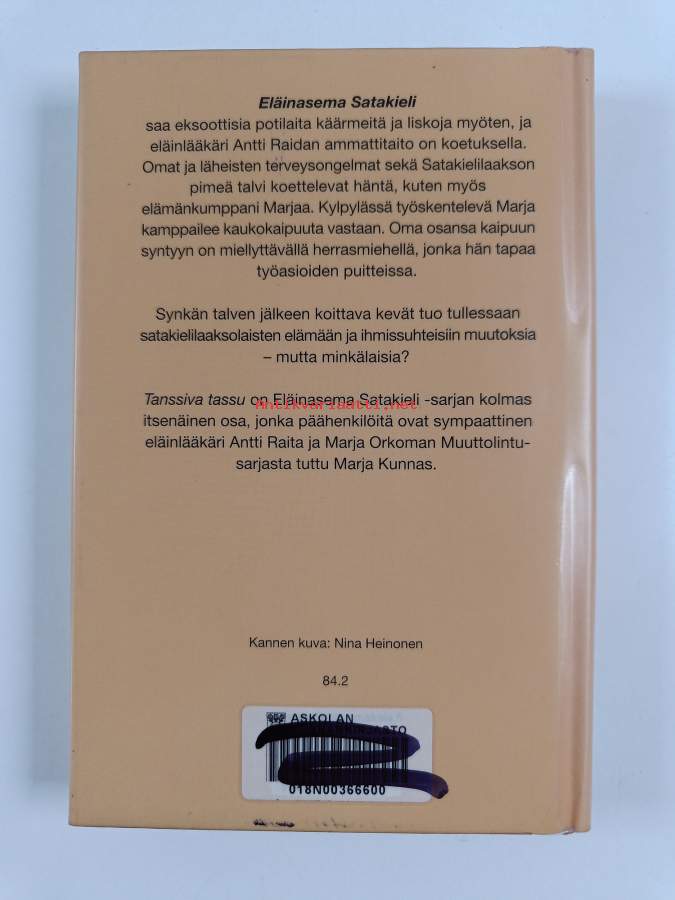 Eläinasema Satakieli
saa eksoottisia potilaita käärmeitä ja liskoja myöten, ja
eläinlääkäri Antti Raidan ammattitaito on koetuksella.
Omat ja läheisten terveysongelmat sekä Satakielilaakson
pimeä talvi koettelevat häntä, kuten myös
elämänkumppani Marjaa. Kylpylässä työskentelevä Marja
kamppailee kaukokaipuuta vastaan. Oma osansa kaipuun
syntyyn on miellyttävällä herrasmiehellä, jonka hän tapaa
työasioiden puitteissa.
Synkän talven jälkeen koittava kevät tuo tullessaan
satakielilaaksolaisten elämään ja ihmissuhteisiin muutoksia
– mutta minkälaisia?
Tanssiva tassu on Eläinasema Satakieli -sarjan kolmas
Antikvariaatti.net
itsenäinen osa, jonka päähenkilöitä ovat sympaattinen
eläinlääkäri Antti Raita ja Marja Orkoman Muuttolintu-
sarjasta tuttu Marja Kunnas.
Kannen kuva: Nina Heinonen
84.2
ASKOLAN
018N00366600